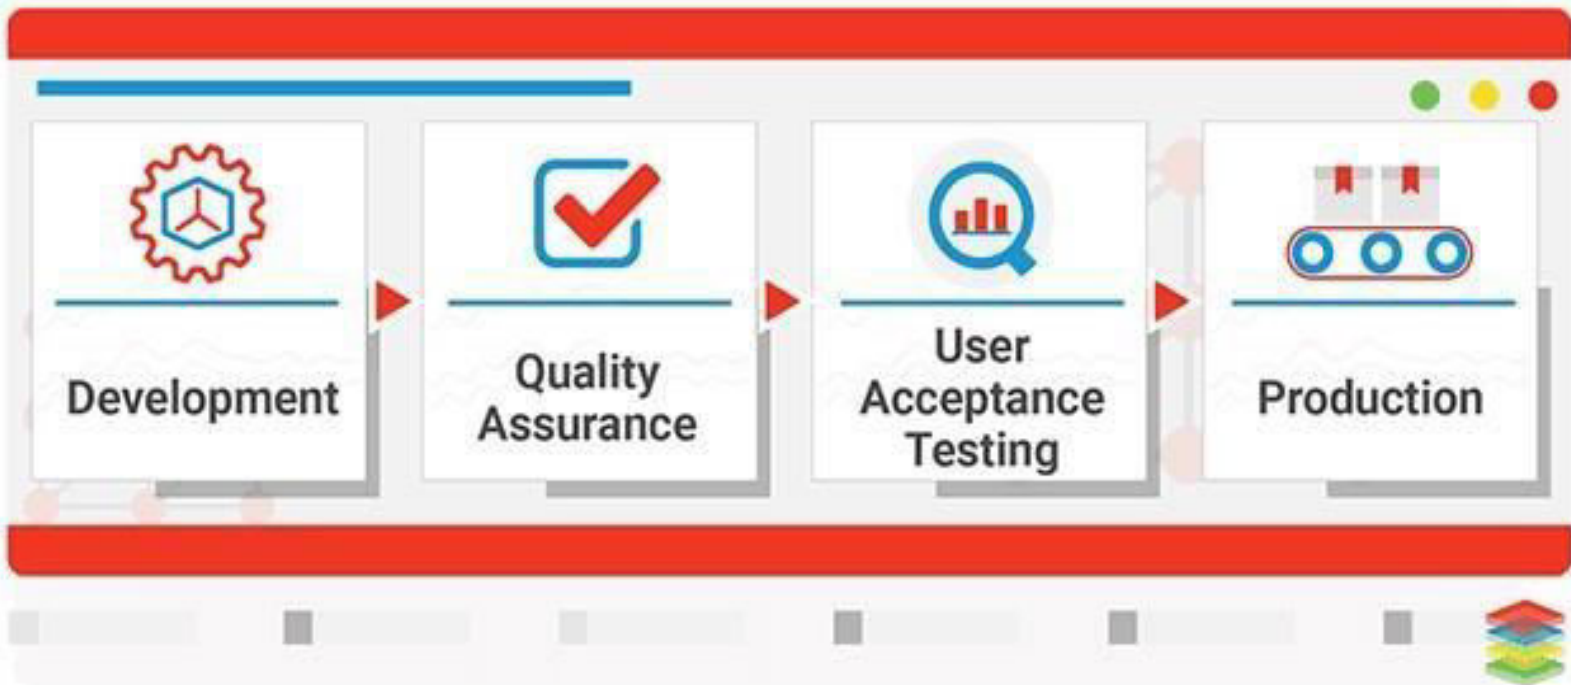 Development
Quality
Assurance
User
Acceptance
Testing
Production